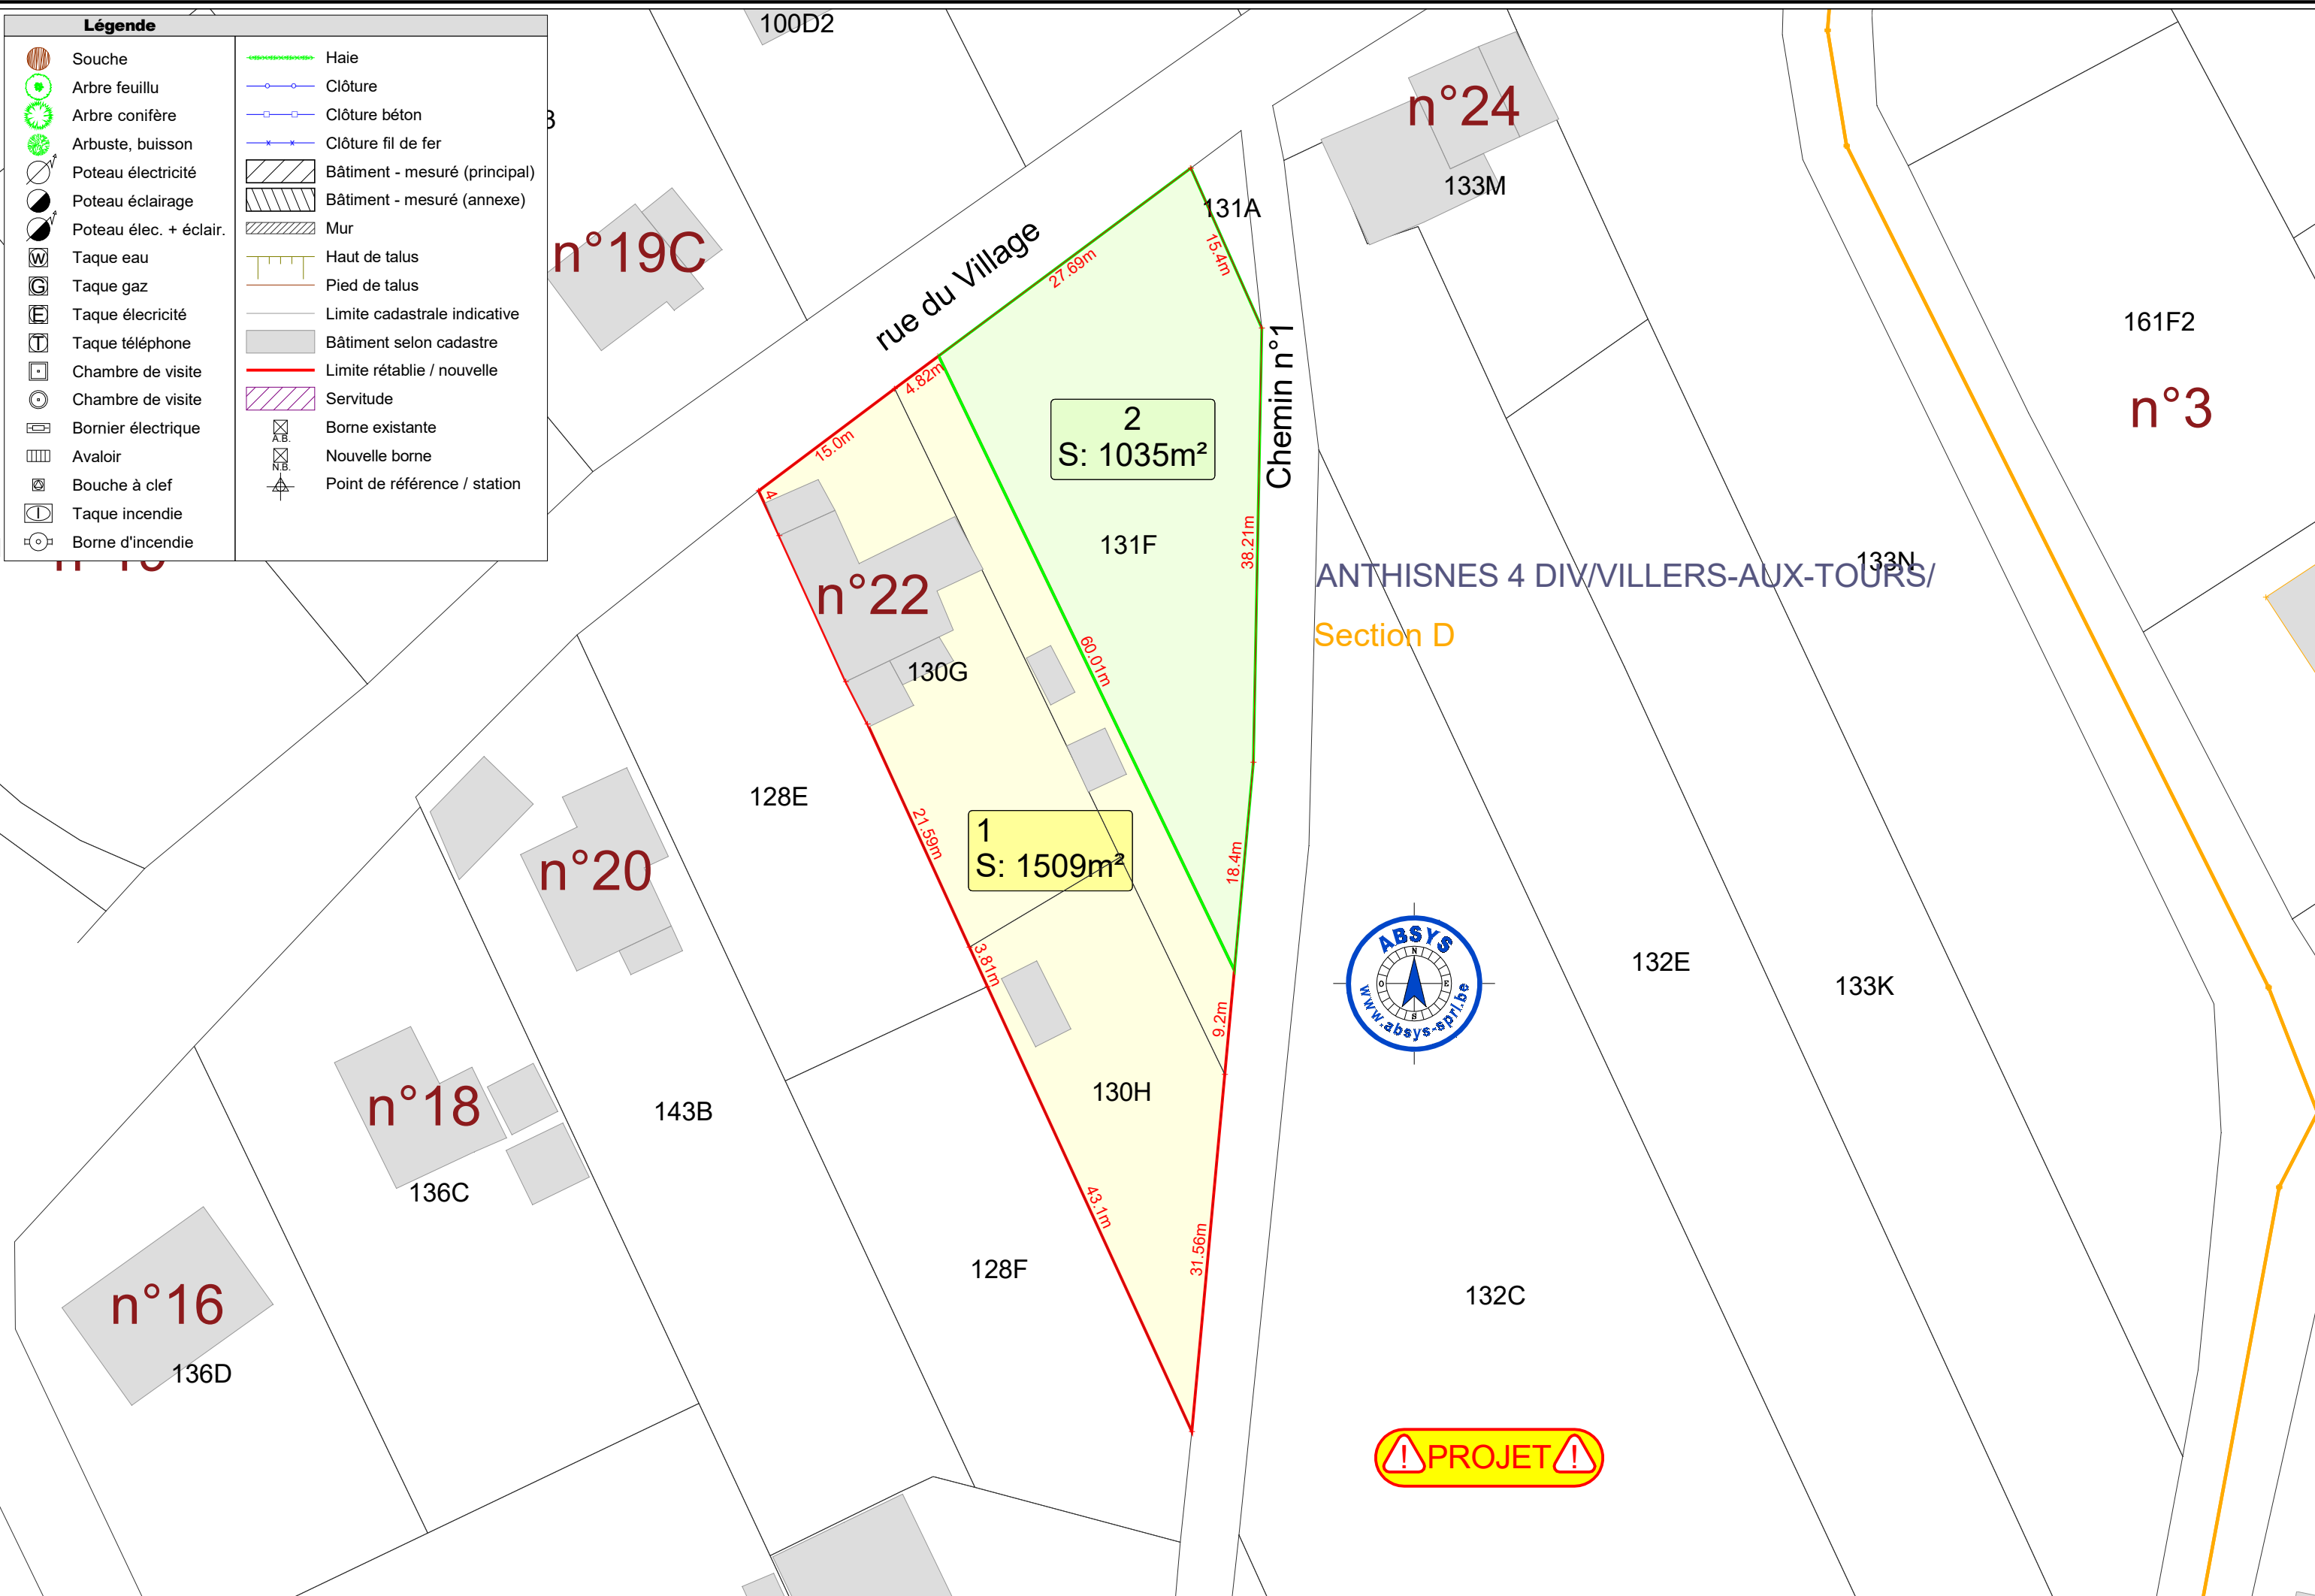 Légende
Souche
Arbre feuillu
Arbre conifère
Arbuste, buisson
Poteau électricité
Poteau éclairage
Poteau élec. + éclair.
W Taque eau
G Taque gaz
E Taque élecricité
T Taque téléphone
Chambre de visite
Chambre de visite
Bornier électrique
Avaloir
Bouche à clef
Taque incendie
Borne d'incendie
Haie
Clôture
Clôture béton
Clôture fil de fer
Bâtiment - mesuré (principal)
Bâtiment - mesuré (annexe)
Mur
Haut de talus
Pied de talus
Limite cadastrale indicative
Bâtiment selon cadastre
Limite rétablie / nouvelle
Servitude
Borne existante
A.B.
Nouvelle borne
N.B.
Point de référence / station
100D2
n°24
133M
131A
n°19C
rue du Village
27.69m
15.4m
161F2
n°3
Chemin n°1
4.82m
15.0m
4
2
S: 1035m²
131F
38.21m
133N
ANTHISNES 4 DIV/VILLERS-AUX-TOURS/
Section D
n°22
130G
60.01m
128E
21.59m
1
S: 1509m²
18.4m
n°20
3.81m
9.2m
ABSYS
N
O
E
S
www.absys-sprl.be
132E
133K
130H
n°18
143B
136C
43.1m
31.56m
128F
132C
n°16
136D
! PROJET !